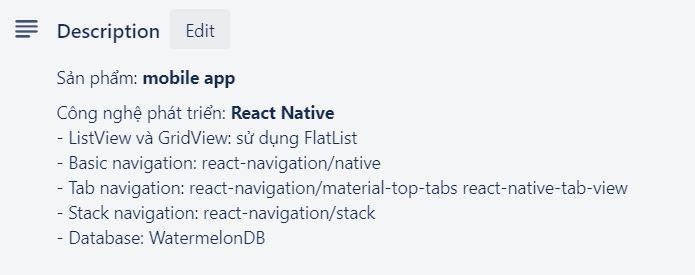 Description
Edit
Sản phẩm: mobile app
Công nghệ phát triển: React Native
- ListView và GridView: sử dụng FlatList
- Basic navigation: react-navigation/native
- Tab navigation: react-navigation/material-top-tabs react-native-tab-view
- Stack navigation: react-navigation/stack
- Database: WatermelonDB